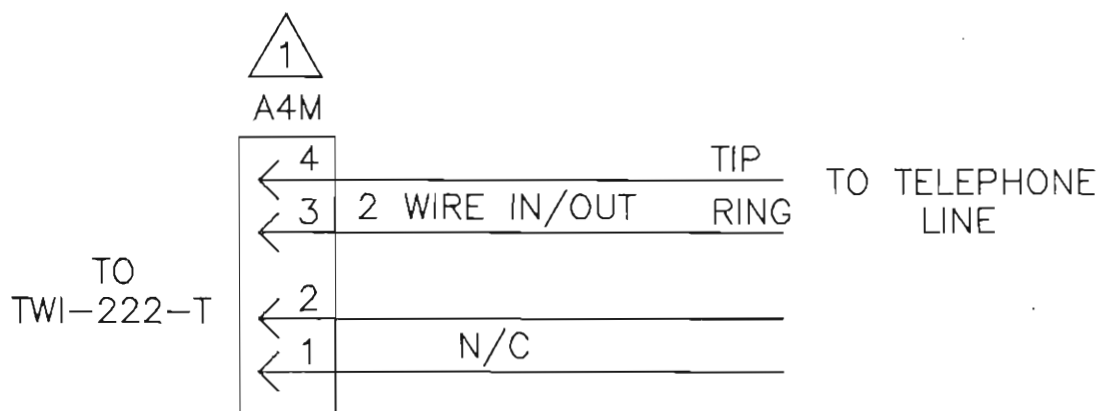 1
A4M
4 TIP
TO TELEPHONE
3 2 WIRE IN/OUT RING
LINE
TO
2
TWI-222-T
1 N/C